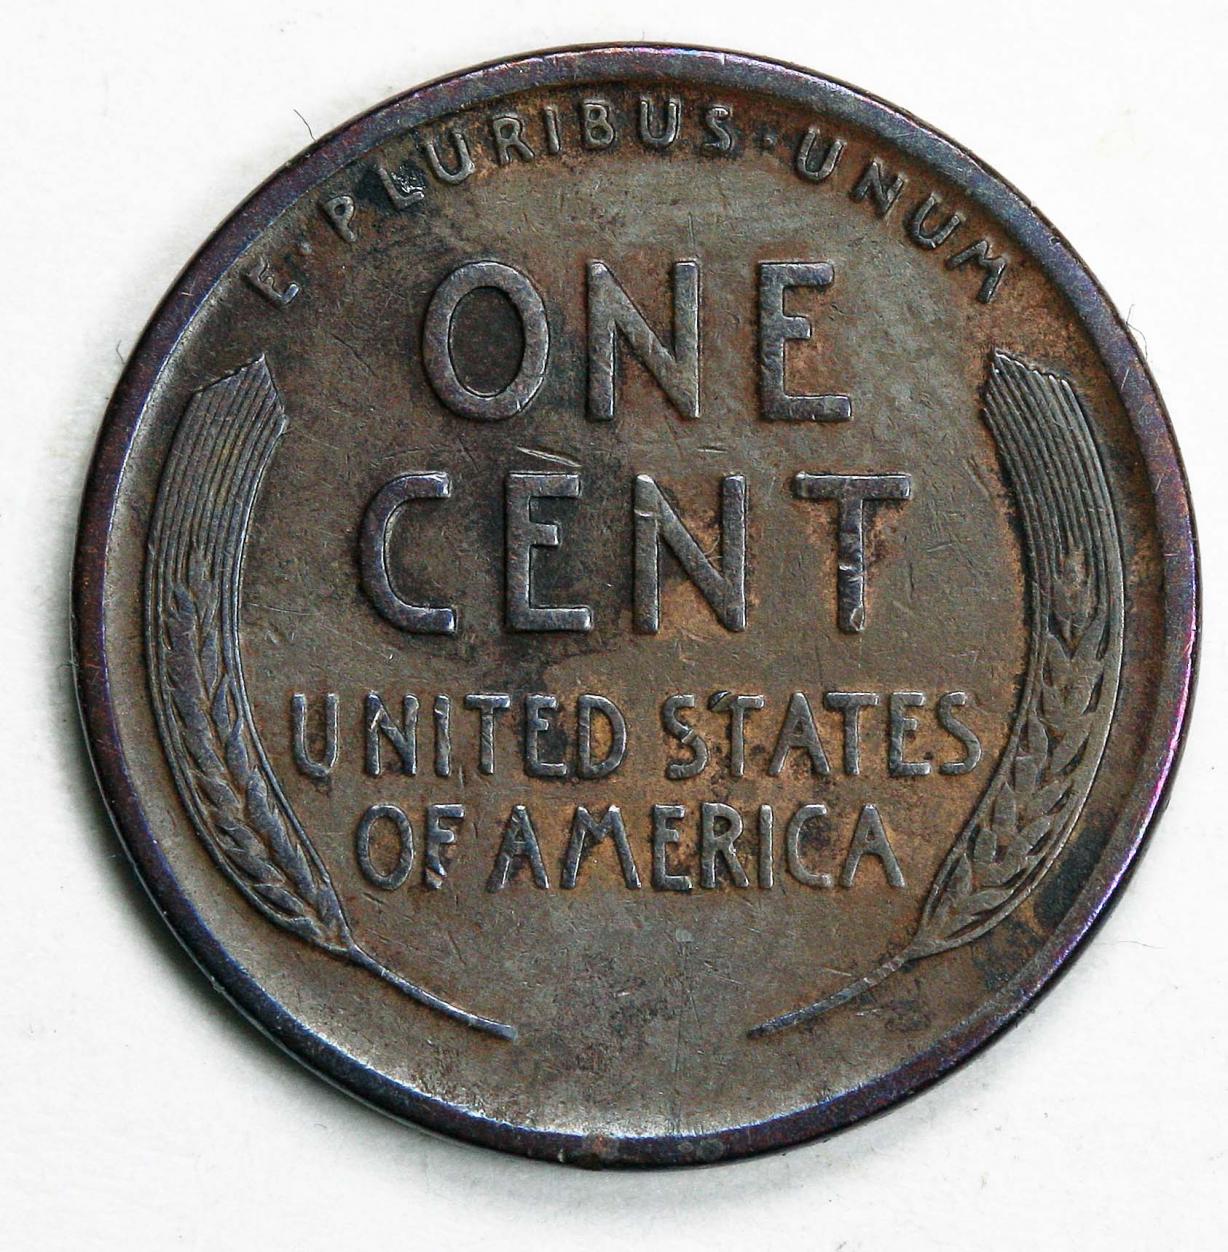 E·PLURIBUS·UNUM
ONE
CENT
UNITED STATES
OF AMERICA